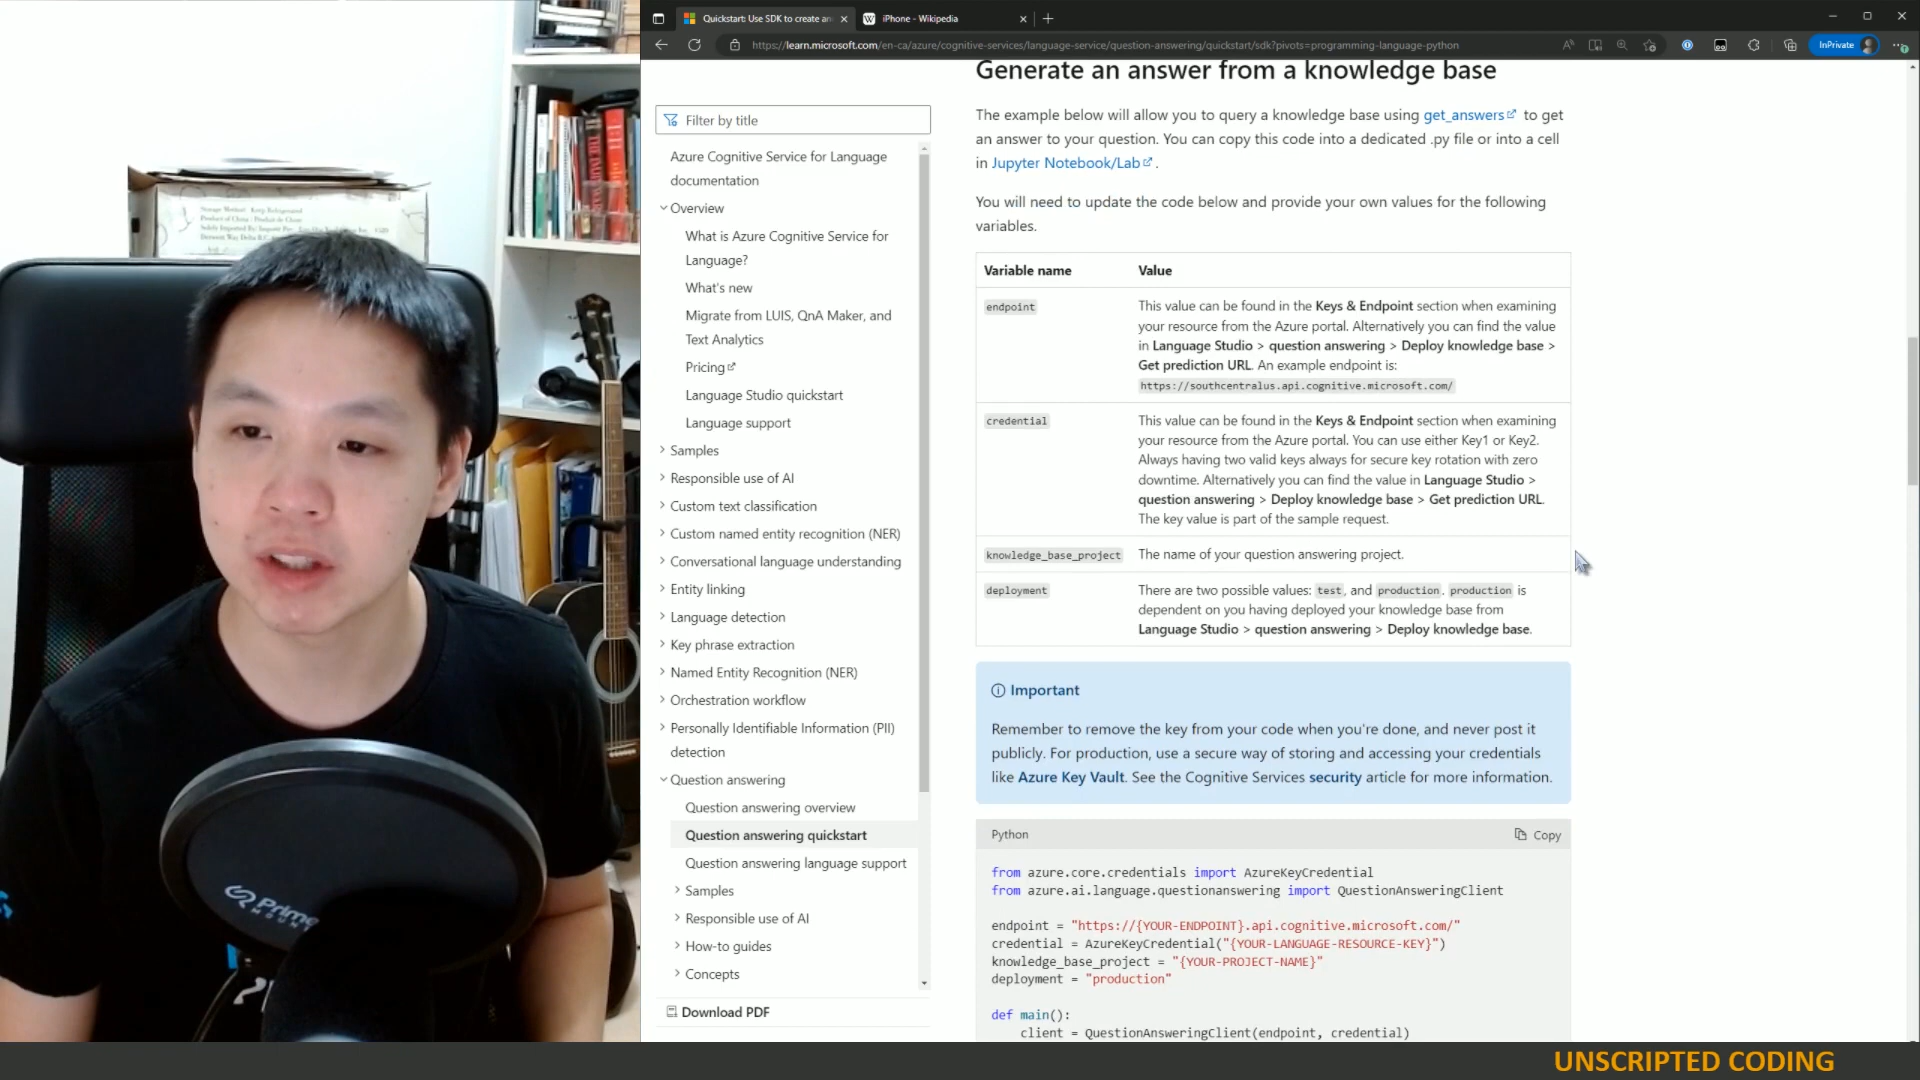 Quickstart: Use SDK to create an
iPhone - Wikipedia
https://learn.microsoft.com/en-ca/azure/cognitive-services/language-service/question-answering/quickstart/sdk?pivots=programming-language-python
InPrivate
Filter by title
Azure Cognitive Service for Language
documentation
Overview
What is Azure Cognitive Service for
Language?
What's new
Migrate from LUIS, QnA Maker, and
Text Analytics
Pricing
Language Studio quickstart
Language support
Samples
Responsible use of AI
Custom text classification
Custom named entity recognition (NER)
Conversational language understanding
Entity linking
Language detection
Key phrase extraction
Named Entity Recognition (NER)
Orchestration workflow
Personally Identifiable Information (PII)
detection
Question answering
Question answering overview
Question answering quickstart
Question answering language support
Samples
Responsible use of AI
How-to guides
Concepts
Download PDF
Generate an answer from a knowledge base
The example below will allow you to query a knowledge base using get_answers to get
an answer to your question. You can copy this code into a dedicated .py file or into a cell
in Jupyter Notebook/Lab .
You will need to update the code below and provide your own values for the following
variables.
Variable name Value
endpoint This value can be found in the Keys & Endpoint section when examining
your resource from the Azure portal. Alternatively you can find the value
in Language Studio > question answering > Deploy knowledge base >
Get prediction URL. An example endpoint is:
https://southcentralus.api.cognitive.microsoft.com/
credential This value can be found in the Keys & Endpoint section when examining
your resource from the Azure portal. You can use either Key1 or Key2.
Always having two valid keys always for secure key rotation with zero
downtime. Alternatively you can find the value in Language Studio >
question answering > Deploy knowledge base > Get prediction URL.
The key value is part of the sample request.
knowledge_base_project The name of your question answering project.
deployment There are two possible values: test, and production. production is
dependent on you having deployed your knowledge base from
Language Studio > question answering > Deploy knowledge base.
Important
Remember to remove the key from your code when you're done, and never post it
publicly. For production, use a secure way of storing and accessing your credentials
like Azure Key Vault. See the Cognitive Services security article for more information.
Python Copy
from azure.core.credentials import AzureKeyCredential
from azure.ai.language.questionanswering import QuestionAnsweringClient
endpoint = "https://{YOUR-ENDPOINT}.api.cognitive.microsoft.com/"
credential = AzureKeyCredential("{YOUR-LANGUAGE-RESOURCE-KEY}")
knowledge_base_project = "{YOUR-PROJECT-NAME}"
deployment = "production"
def main():
client = QuestionAnsweringClient(endpoint, credential)
UNSCRIPTED CODING